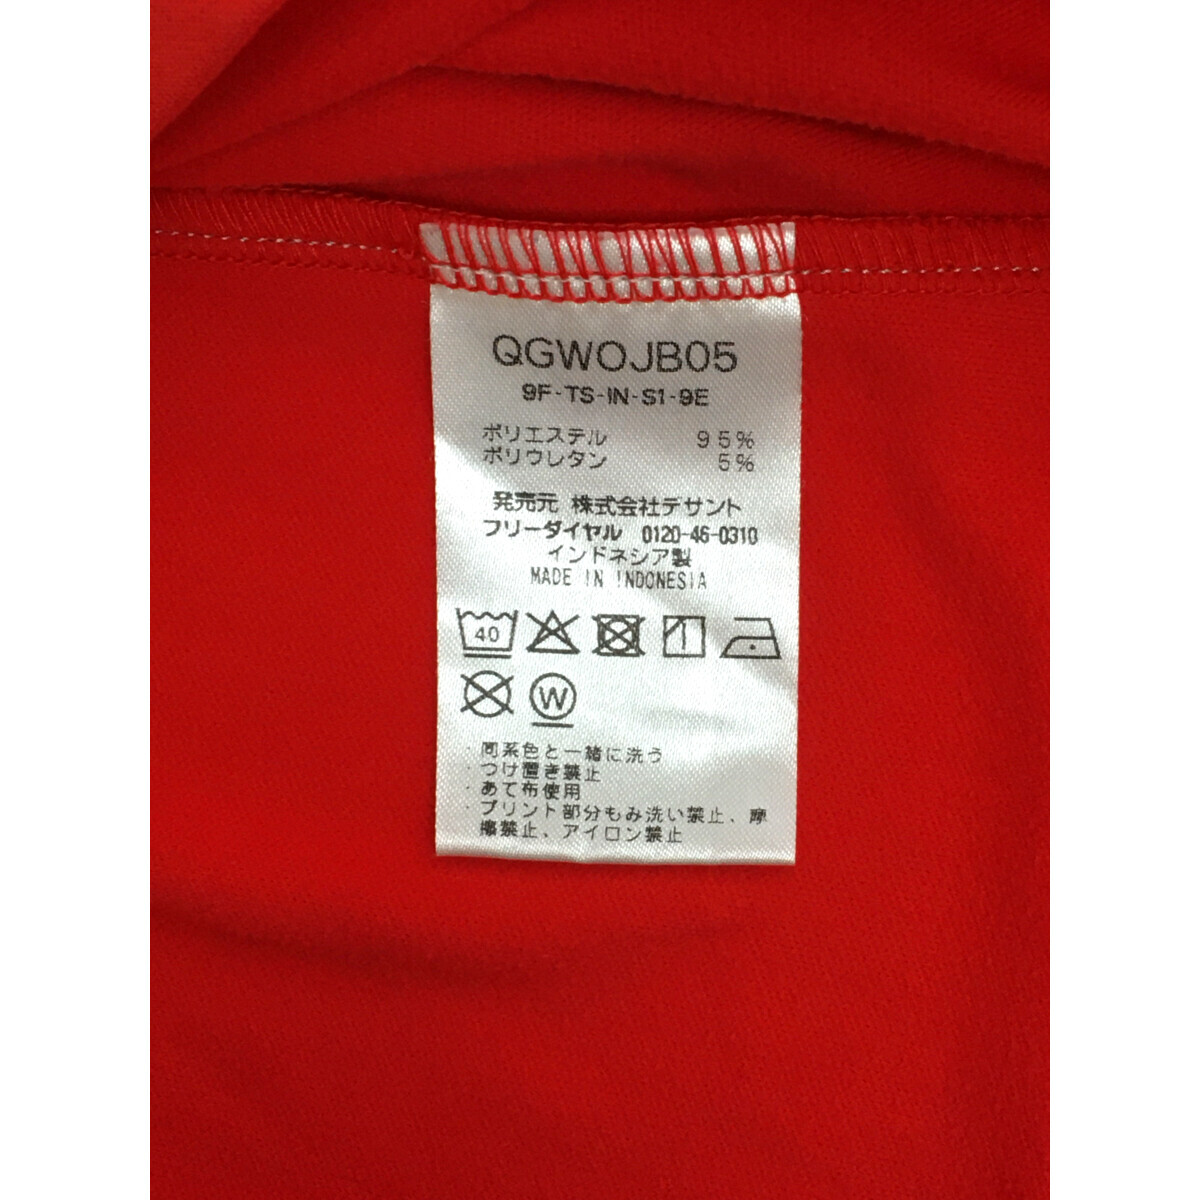 QGWOJB05
9F-TS-IN-S1-9E
ポリエステル 95%
ポリウレタン 5%
発売元 株式会社デサント
フリーダイヤル 0120-46-0310
インドネシア製
MADE IN INDONESIA
40
W
・同系色と一緒に洗う
・つけ置き禁止
・あて布使用
・プリント部分もみ洗い禁止、摩
擦禁止、アイロン禁止